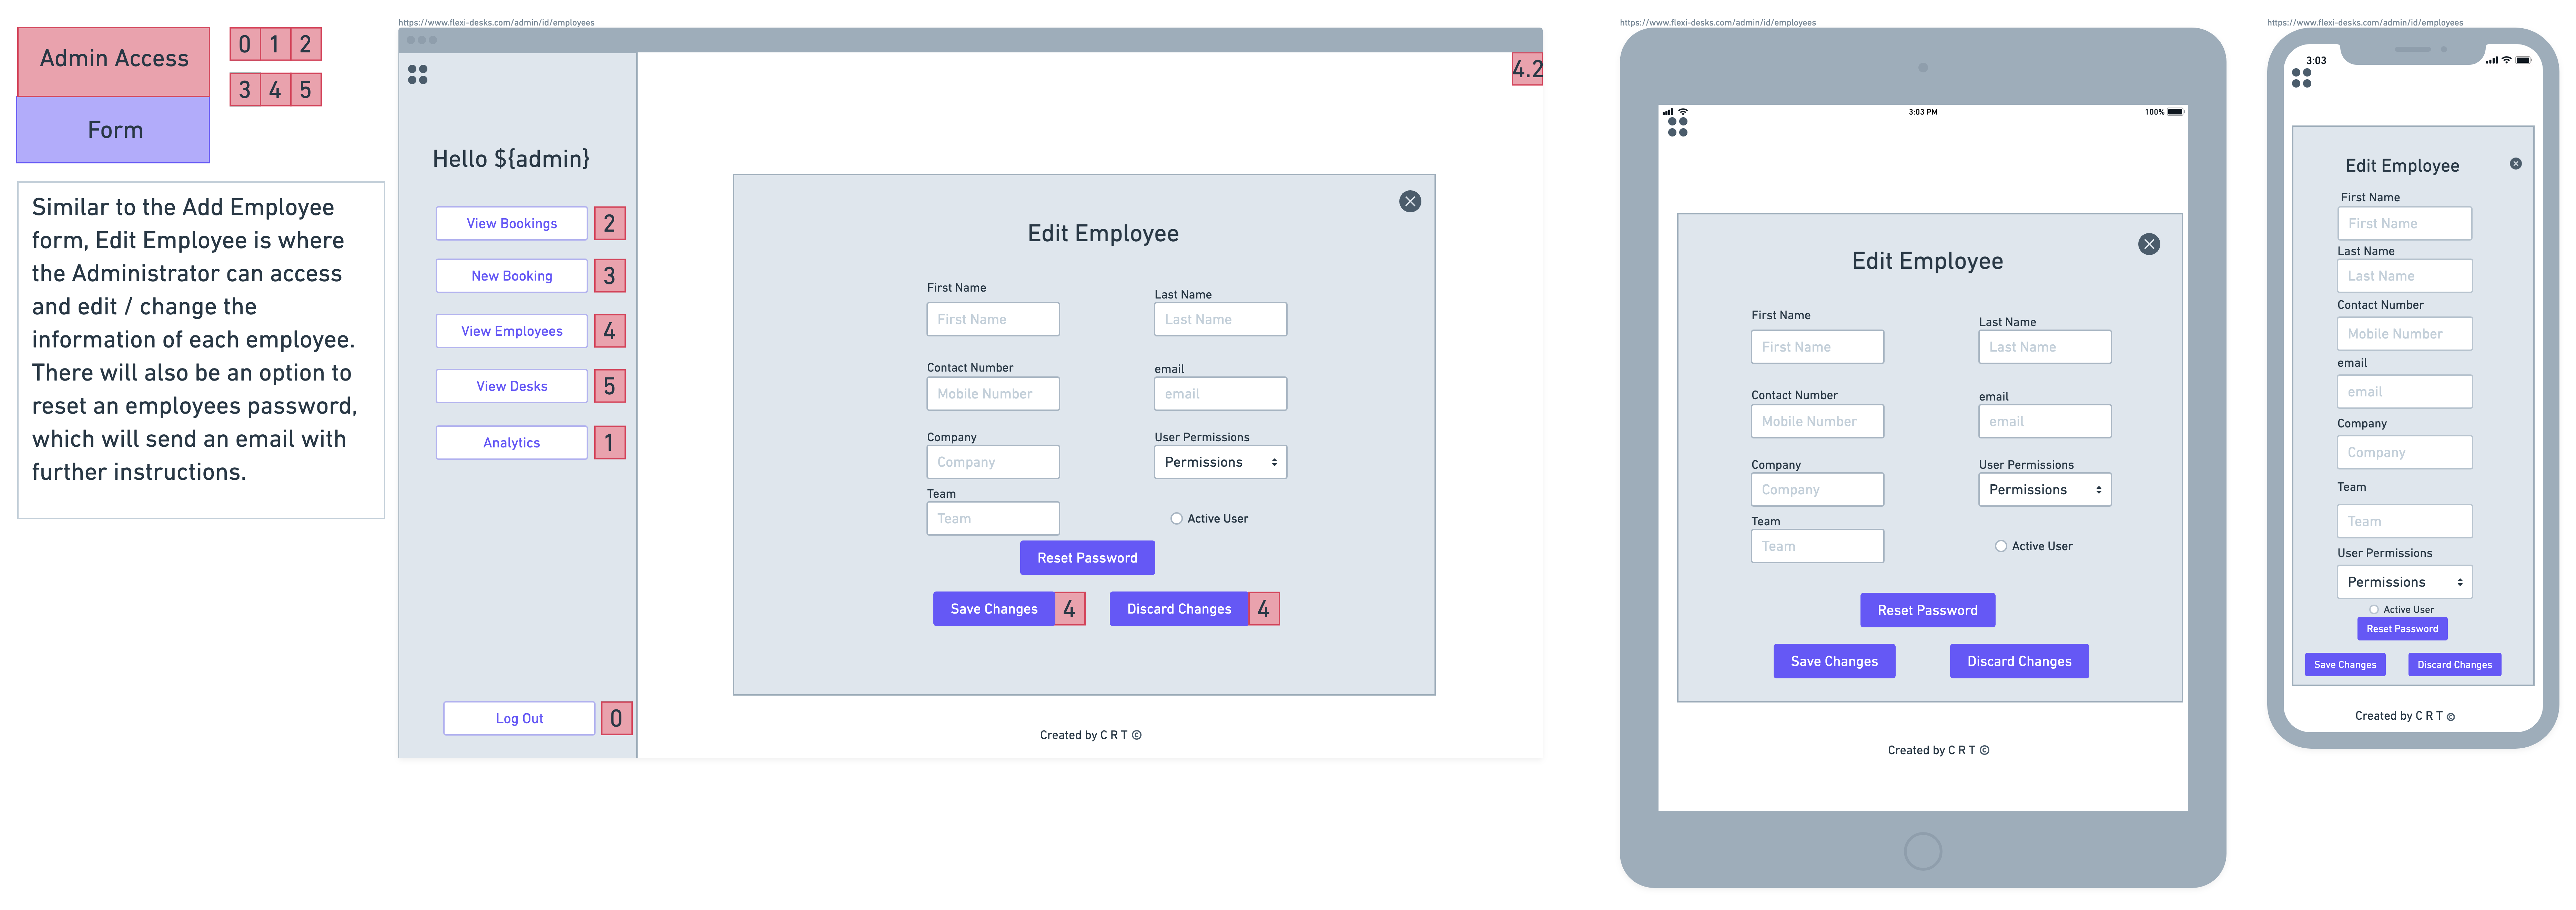 Admin Access
0 1 2
3 4 5
Form
Similar to the Add Employee
form, Edit Employee is where
the Administrator can access
and edit / change the
information of each employee.
There will also be an option to
reset an employees password,
which will send an email with
further instructions.
https://www.flexi-desks.com/admin/id/employees
4.2
Hello ${admin}
View Bookings 2
New Booking 3
View Employees 4
View Desks 5
Analytics 1
Log Out 0
Edit Employee
First Name
Last Name
First Name
Last Name
Contact Number
email
Mobile Number
email
Company
User Permissions
Company
Permissions
Team
Team
Active User
Reset Password
Save Changes 4
Discard Changes 4
Created by C R T ©
https://www.flexi-desks.com/admin/id/employees
3:03 PM
100%
Edit Employee
First Name
Last Name
First Name
Last Name
Contact Number
email
Mobile Number
email
Company
User Permissions
Company
Permissions
Team
Team
Active User
Reset Password
Save Changes
Discard Changes
Created by C R T ©
https://www.flexi-desks.com/admin/id/employees
3:03
Edit Employee
First Name
First Name
Last Name
Last Name
Contact Number
Mobile Number
email
email
Company
Company
Team
Team
User Permissions
Permissions
Active User
Reset Password
Save Changes
Discard Changes
Created by C R T ©